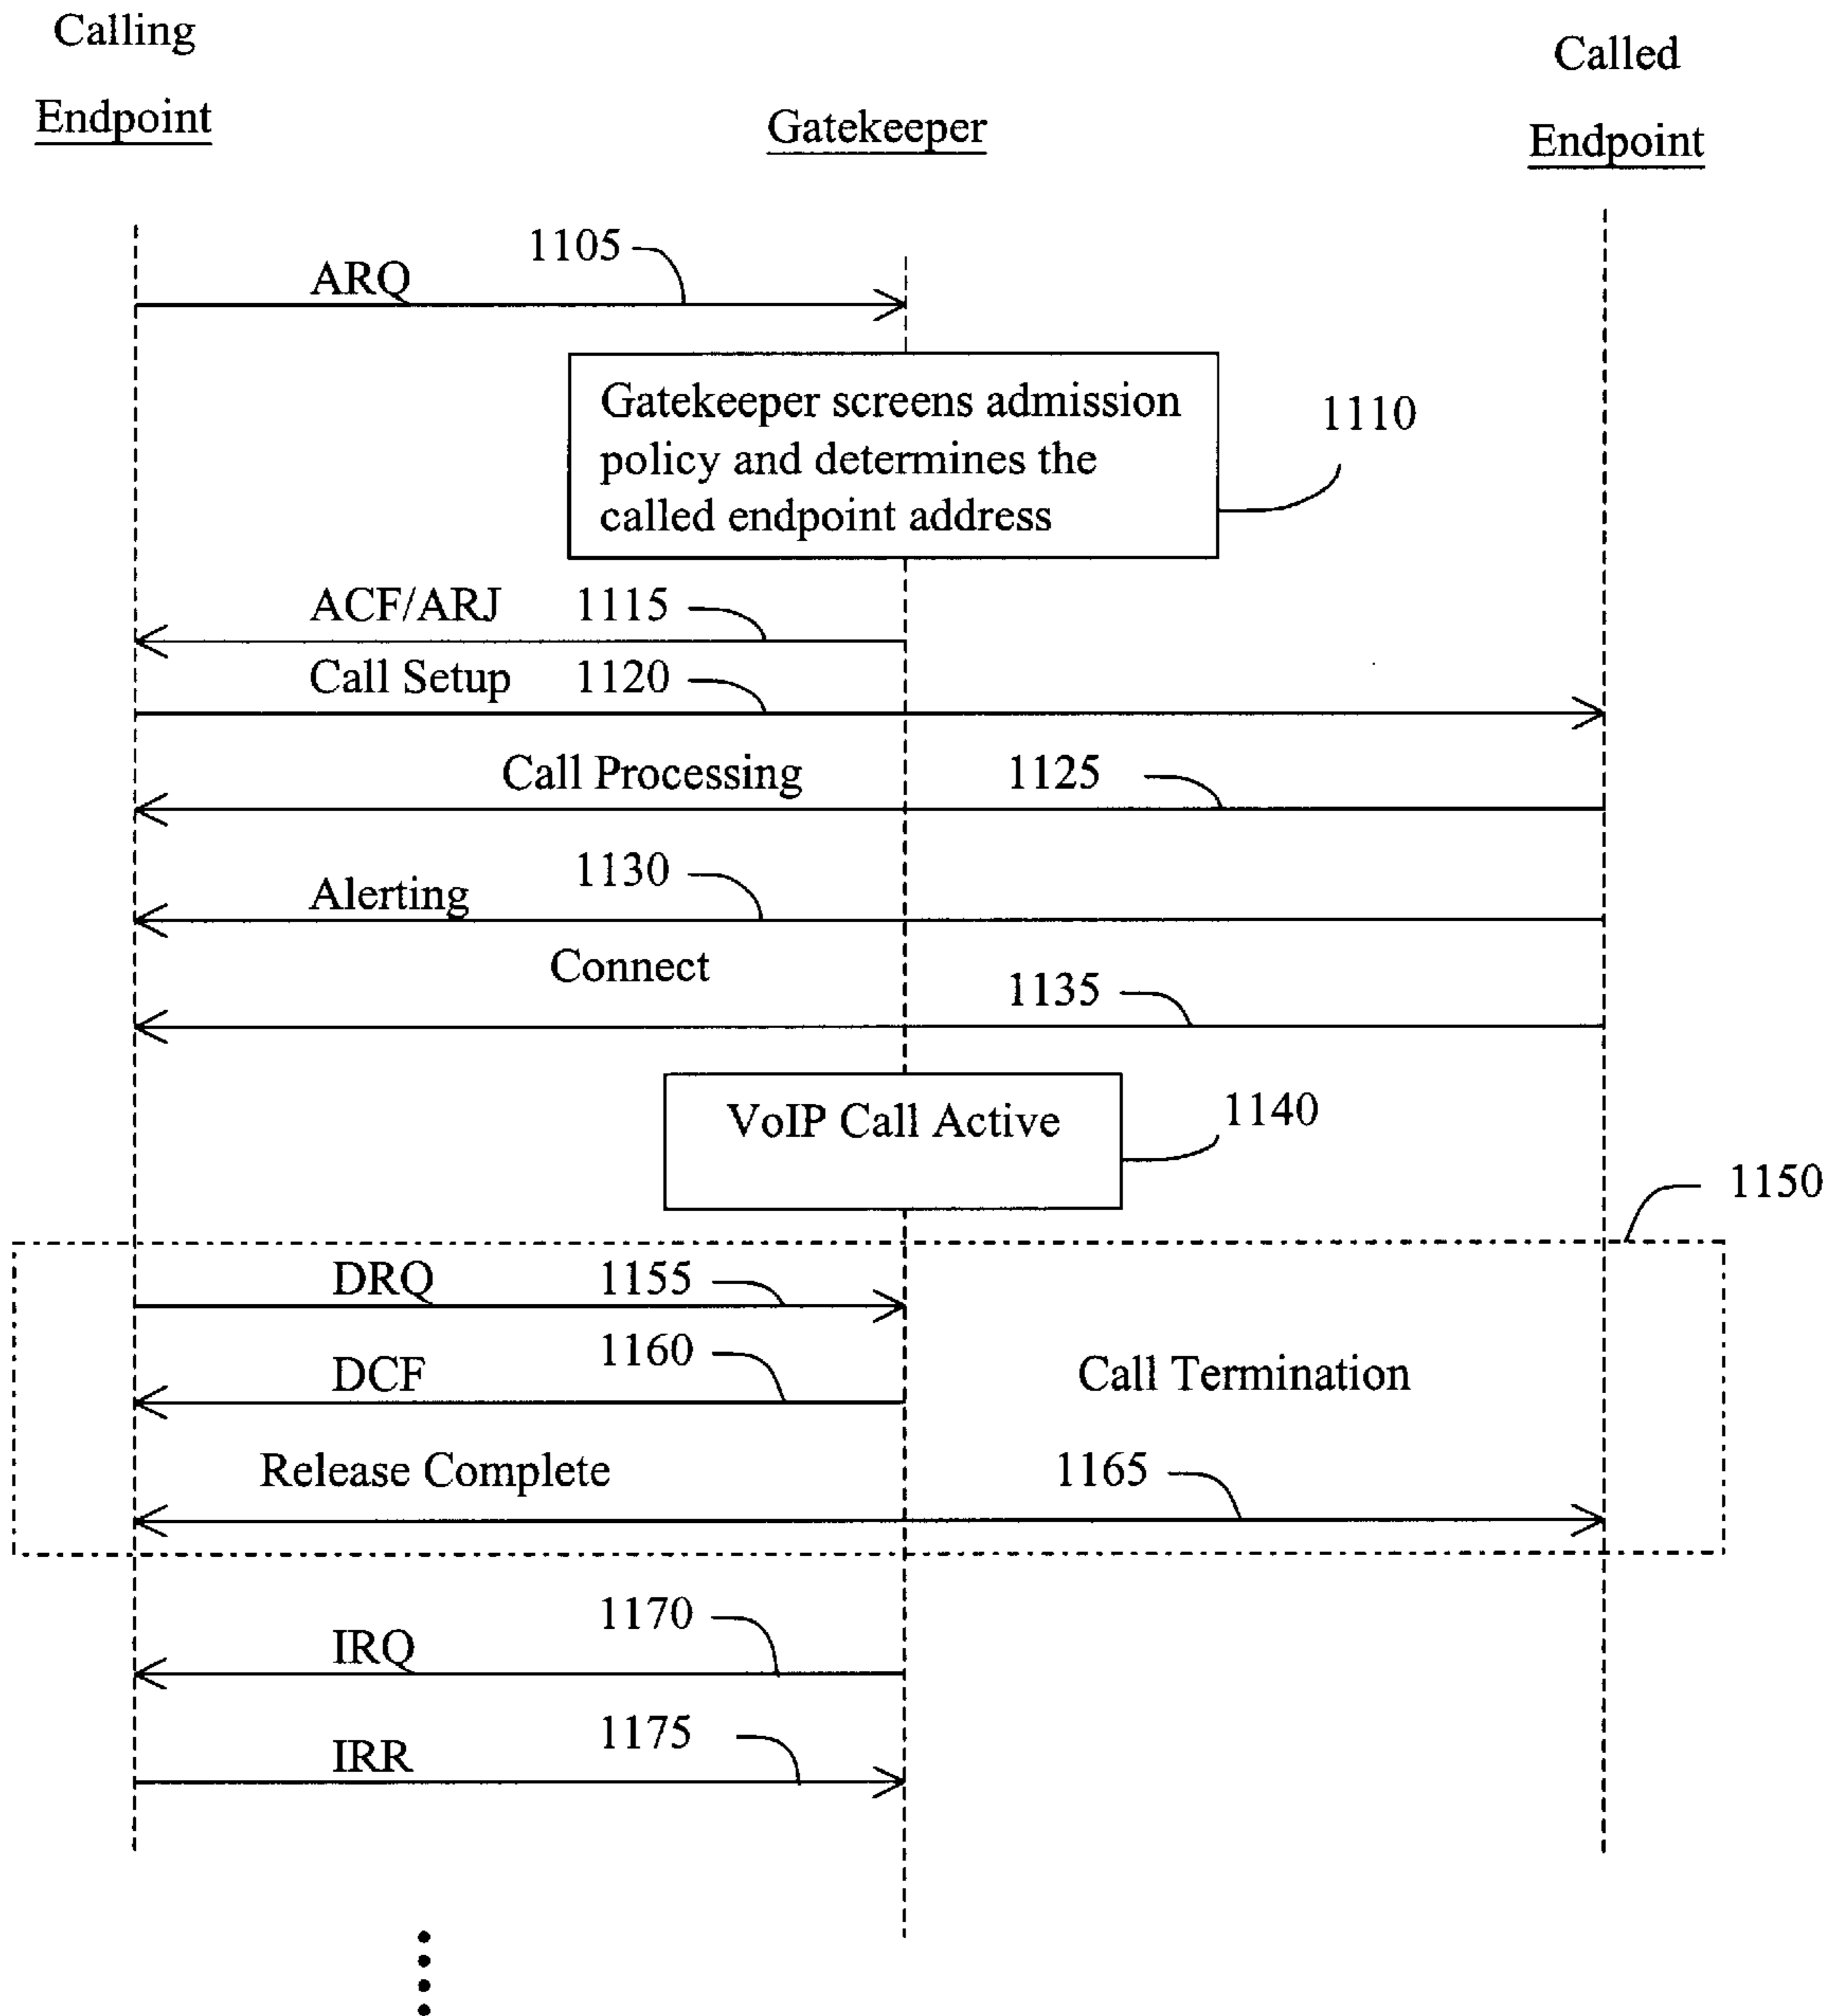 Calling
Endpoint
Gatekeeper
Called
Endpoint
ARQ
1105
Gatekeeper screens admission
policy and determines the
called endpoint address
1110
ACF/ARJ
1115
Call Setup
1120
Call Processing
1125
Alerting
1130
Connect
1135
VoIP Call Active
1140
1150
DRQ
1155
DCF
1160
Call Termination
Release Complete
1165
IRQ
1170
IRR
1175